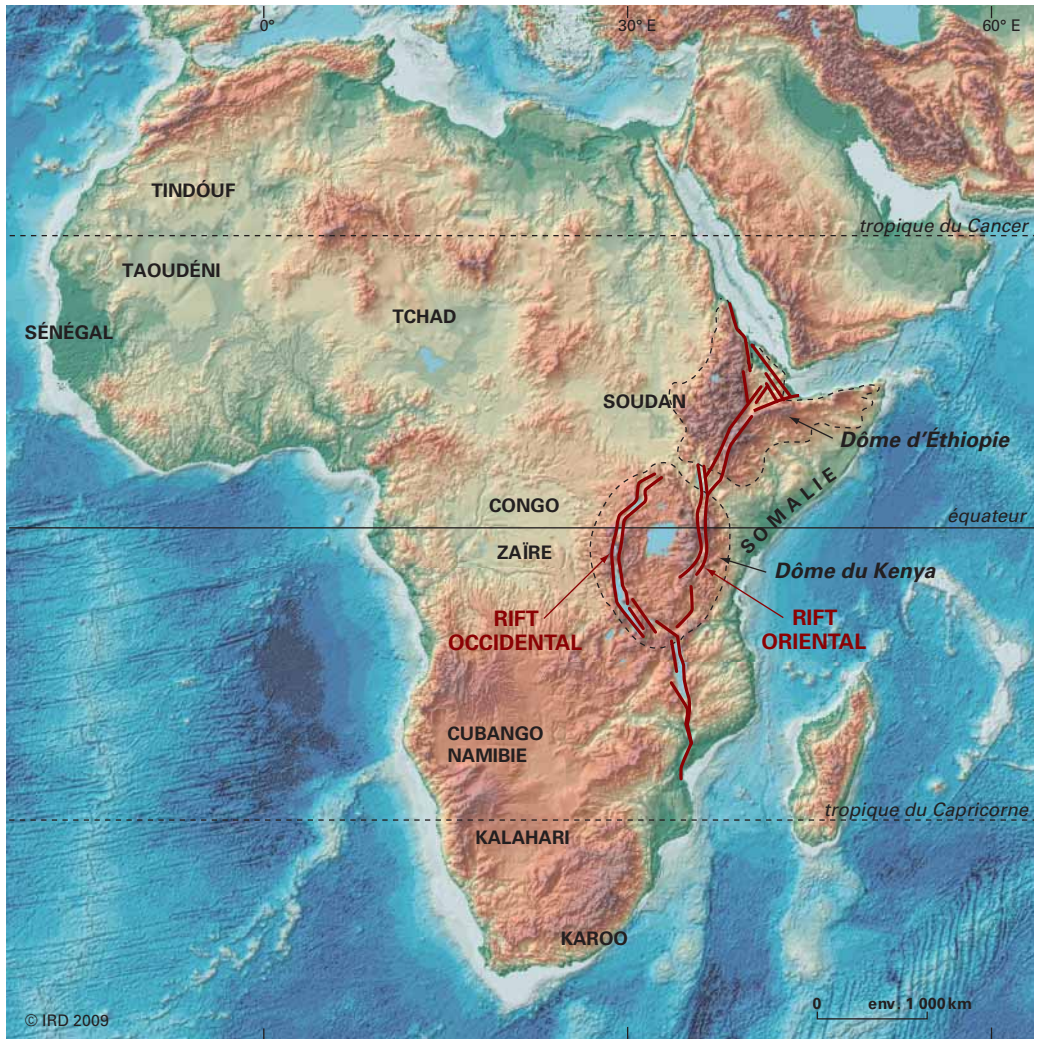 0°
30° E
60° E
TINDÓUF
tropique du Cancer
TAOUDÉNI
TCHAD
SÉNÉGAL
SOUDAN
Dôme d'Éthiopie
SOMALIE
CONGO
équateur
ZAÏRE
Dôme du Kenya
RIFT
OCCIDENTAL
RIFT
ORIENTAL
CUBANGO
NAMIBIE
tropique du Capricorne
KALAHARI
KAROO
0
env. 1 000 km
© IRD 2009